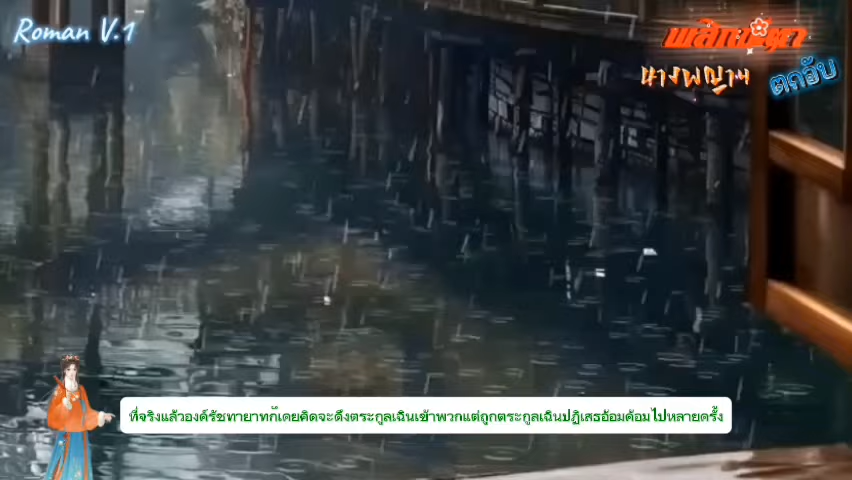 Roman V.1
พลิกชะตา
นางพญามาร
ตกอับ
ที่จริงแล้วองค์รัชทายาทก็เคยคิดจะดึงตระกูลเฉินเข้าพวกแต่ถูกตระกูลเฉินปฏิเสธอ้อมค้อมไปหลายครั้ง